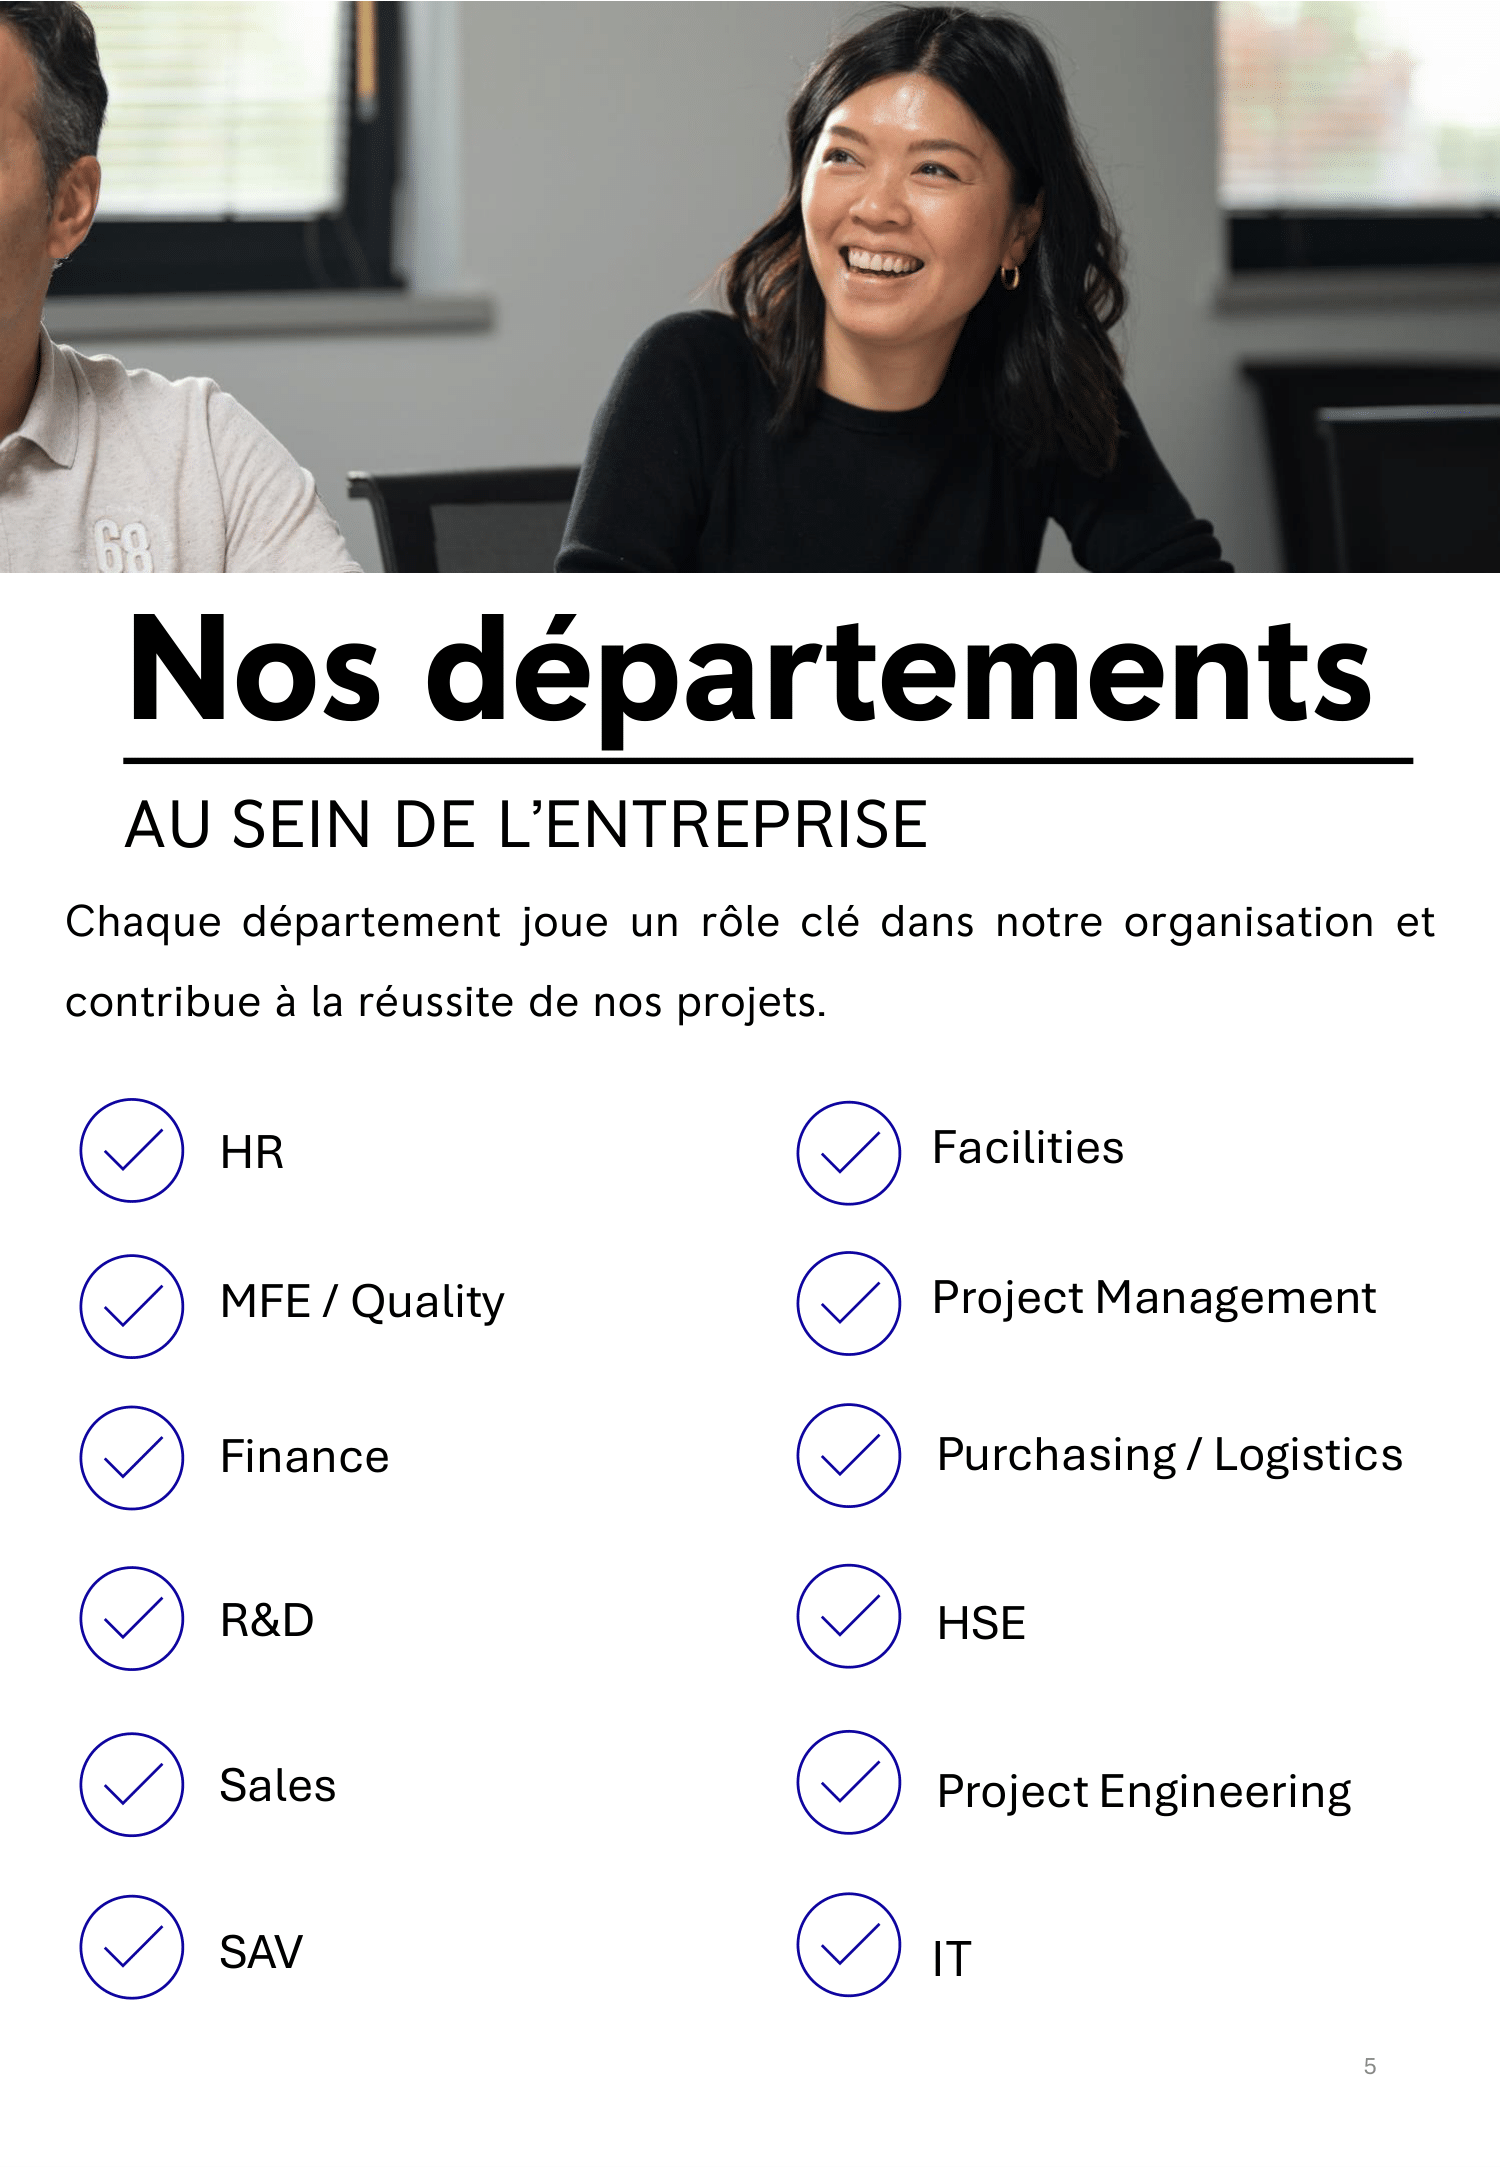 68
Nos départements
AU SEIN DE L’ENTREPRISE
Chaque département joue un rôle clé dans notre organisation et
contribue à la réussite de nos projets.
HR
MFE / Quality
Finance
R&D
Sales
SAV
Facilities
Project Management
Purchasing / Logistics
HSE
Project Engineering
IT
5